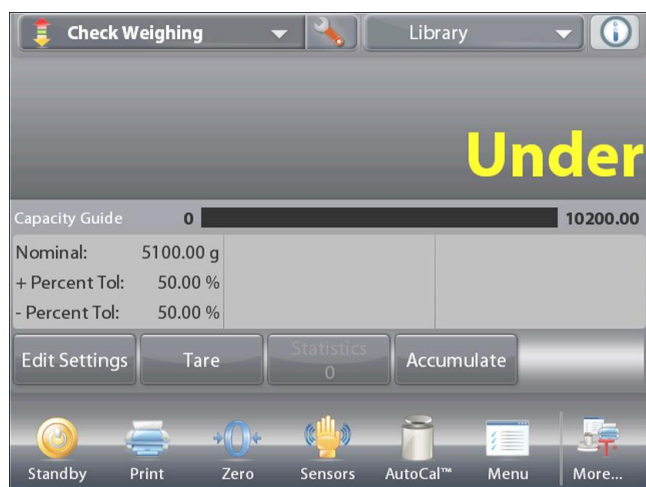 Check Weighing Library
Under
Capacity Guide 0 10200.00
Nominal: 5100.00 g
+ Percent Tol: 50.00 %
- Percent Tol: 50.00 %
Edit Settings Tare Statistics 0 Accumulate
Standby Print Zero Sensors AutoCal™ Menu More...